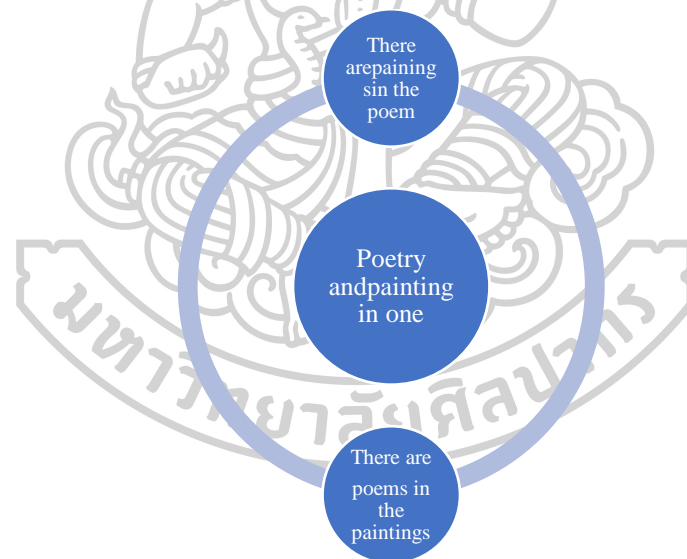 There
arepaining
sin the
poem
Poetry
andpainting
in one
There are
poems in
the
paintings
มหาวิทยาลัยศิลปากร